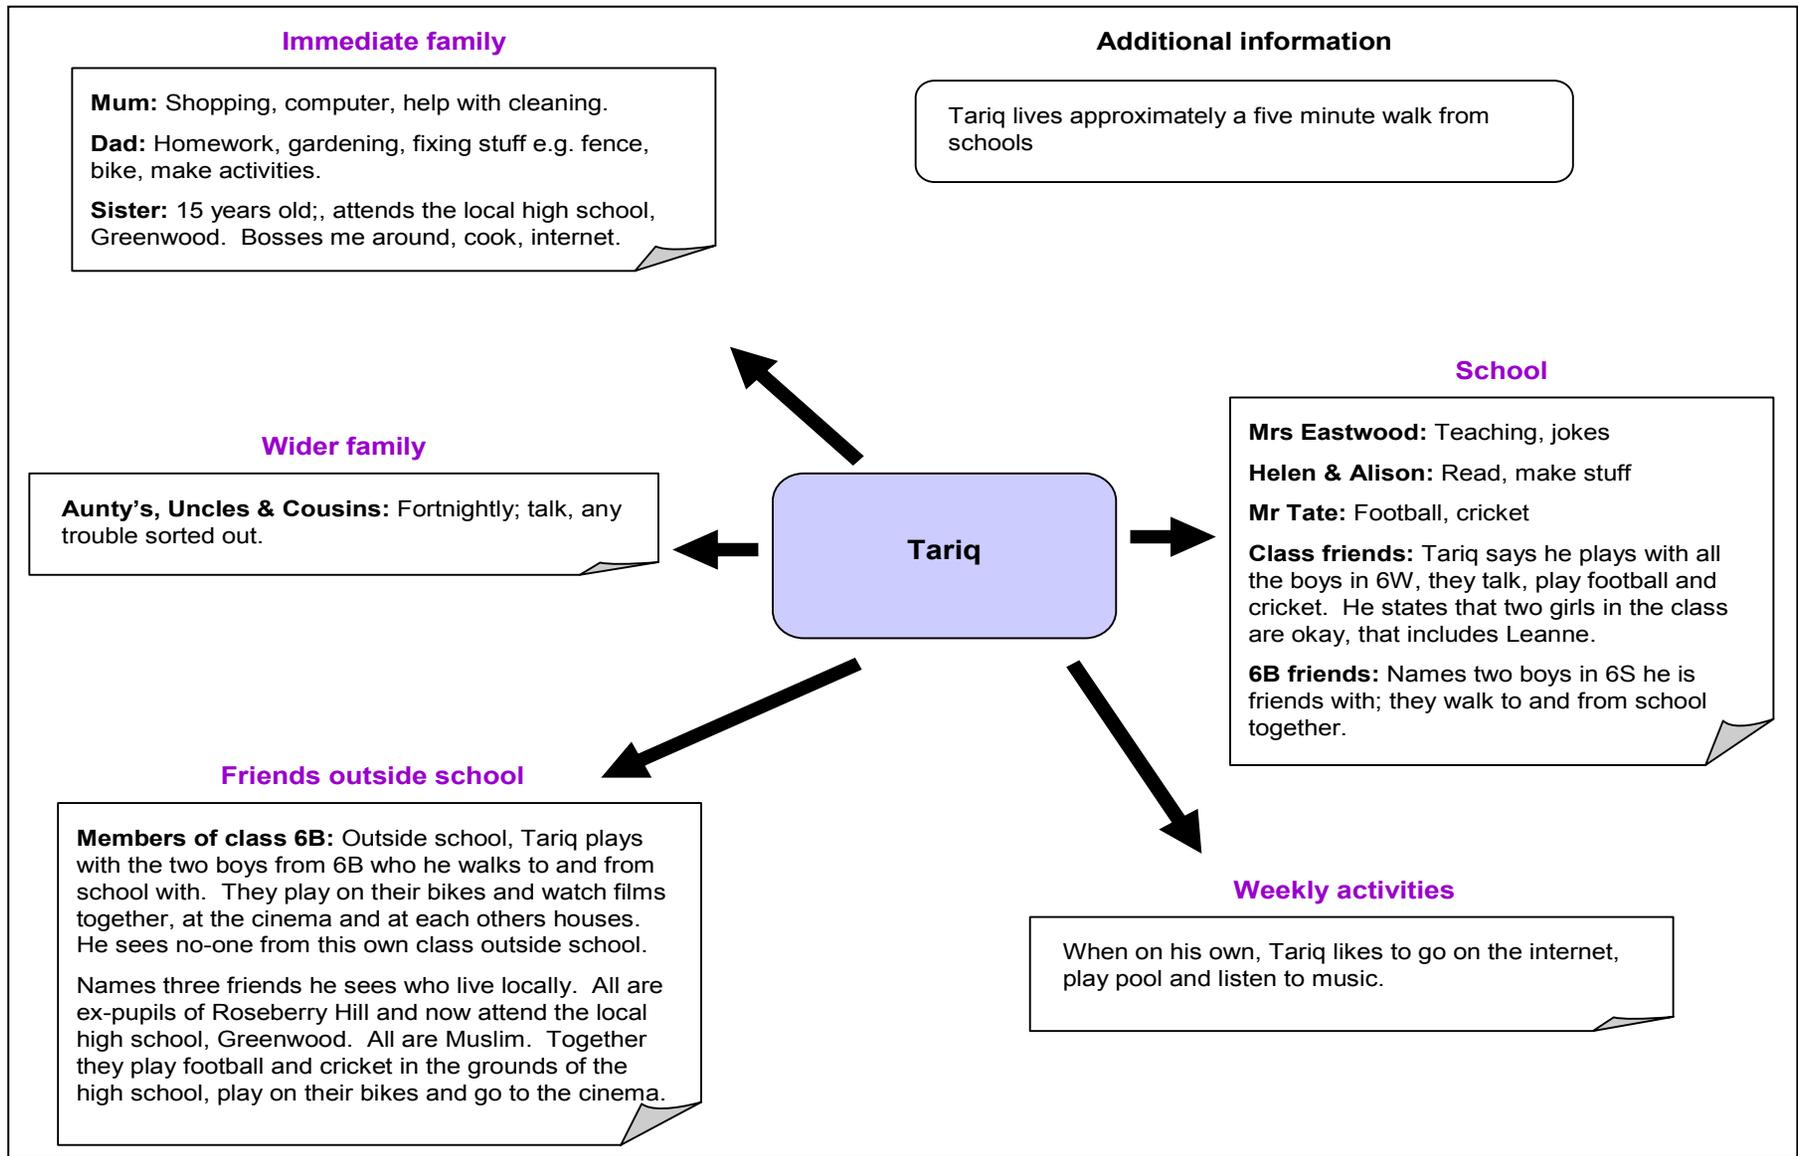 Immediate family
Mum: Shopping, computer, help with cleaning.
Dad: Homework, gardening, fixing stuff e.g. fence,
bike, make activities.
Sister: 15 years old;, attends the local high school,
Greenwood. Bosses me around, cook, internet.
Additional information
Tariq lives approximately a five minute walk from
schools
Wider family
Aunty's, Uncles & Cousins: Fortnightly; talk, any
trouble sorted out.
Tariq
School
Mrs Eastwood: Teaching, jokes
Helen & Alison: Read, make stuff
Mr Tate: Football, cricket
Class friends: Tariq says he plays with all
the boys in 6W, they talk, play football and
cricket. He states that two girls in the class
are okay, that includes Leanne.
6B friends: Names two boys in 6S he is
friends with; they walk to and from school
together.
Friends outside school
Members of class 6B: Outside school, Tariq plays
with the two boys from 6B who he walks to and from
school with. They play on their bikes and watch films
together, at the cinema and at each others houses.
He sees no-one from this own class outside school.
Names three friends he sees who live locally. All are
ex-pupils of Roseberry Hill and now attend the local
high school, Greenwood. All are Muslim. Together
they play football and cricket in the grounds of the
high school, play on their bikes and go to the cinema.
Weekly activities
When on his own, Tariq likes to go on the internet,
play pool and listen to music.